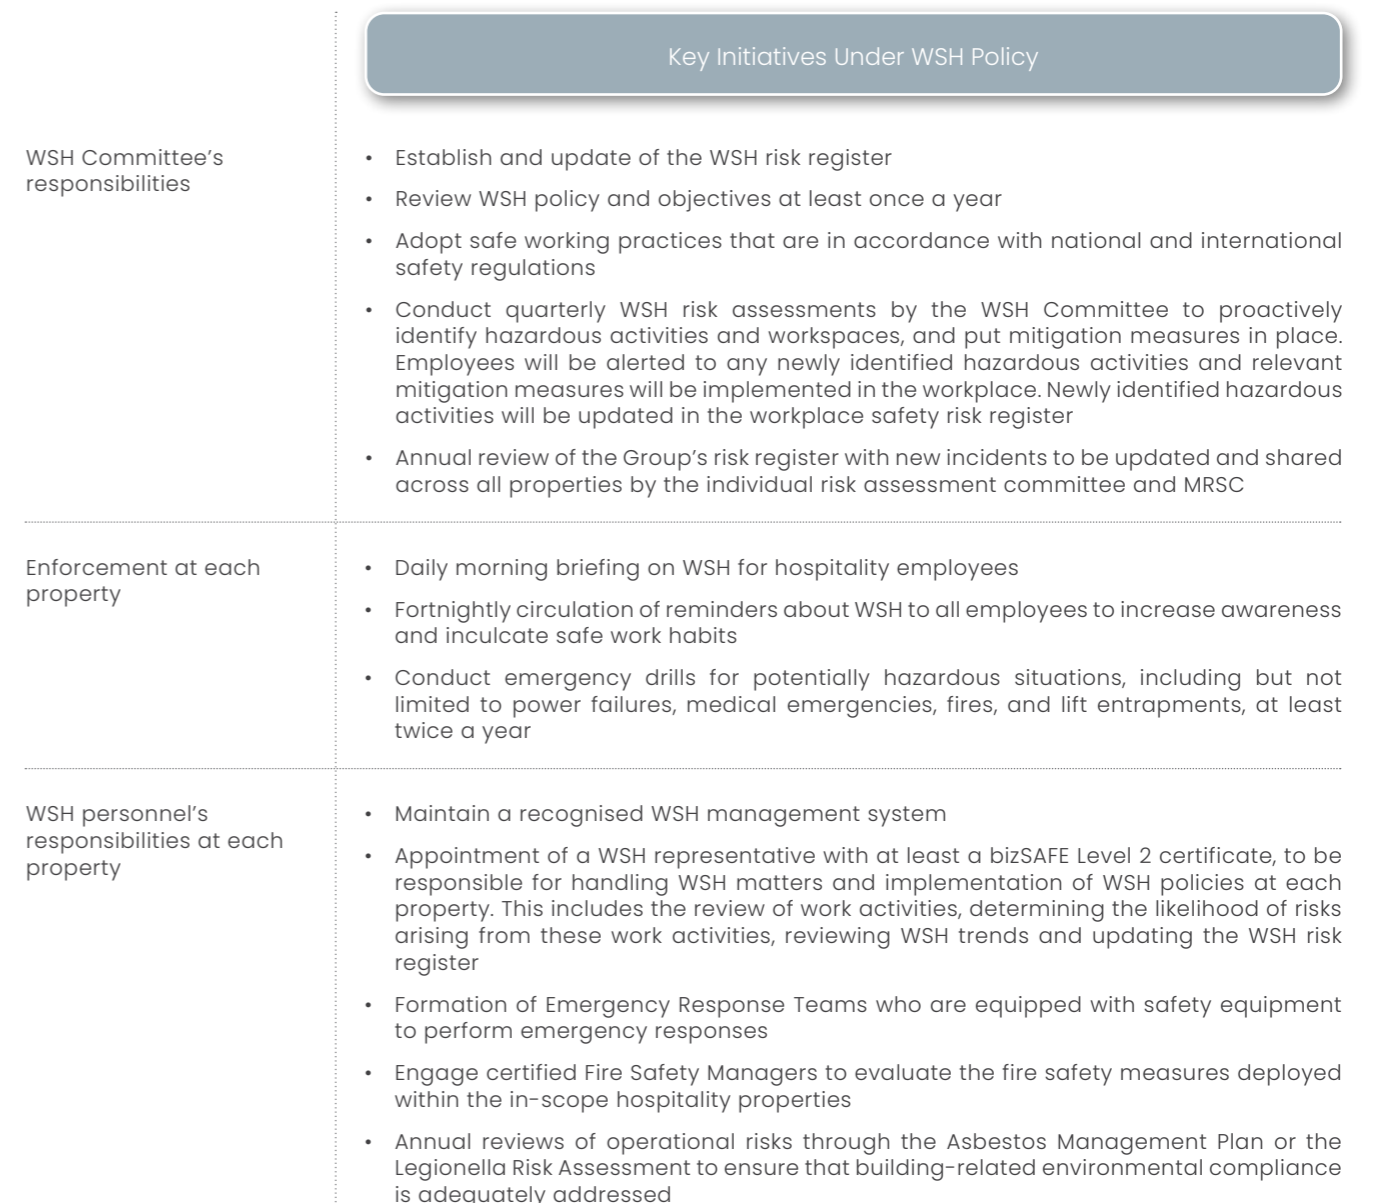 Key Initiatives Under WSH Policy
WSH Committee’s
responsibilities
• Establish and update of the WSH risk register
• Review WSH policy and objectives at least once a year
• Adopt safe working practices that are in accordance with national and international
safety regulations
• Conduct quarterly WSH risk assessments by the WSH Committee to proactively
identify hazardous activities and workspaces, and put mitigation measures in place.
Employees will be alerted to any newly identified hazardous activities and relevant
mitigation measures will be implemented in the workplace. Newly identified hazardous
activities will be updated in the workplace safety risk register
• Annual review of the Group’s risk register with new incidents to be updated and shared
across all properties by the individual risk assessment committee and MRSC
Enforcement at each
property
• Daily morning briefing on WSH for hospitality employees
• Fortnightly circulation of reminders about WSH to all employees to increase awareness
and inculcate safe work habits
• Conduct emergency drills for potentially hazardous situations, including but not
limited to power failures, medical emergencies, fires, and lift entrapments, at least
twice a year
WSH personnel’s
responsibilities at each
property
• Maintain a recognised WSH management system
• Appointment of a WSH representative with at least a bizSAFE Level 2 certificate, to be
responsible for handling WSH matters and implementation of WSH policies at each
property. This includes the review of work activities, determining the likelihood of risks
arising from these work activities, reviewing WSH trends and updating the WSH risk
register
• Formation of Emergency Response Teams who are equipped with safety equipment
to perform emergency responses
• Engage certified Fire Safety Managers to evaluate the fire safety measures deployed
within the in-scope hospitality properties
• Annual reviews of operational risks through the Asbestos Management Plan or the
Legionella Risk Assessment to ensure that building-related environmental compliance
is adequately addressed